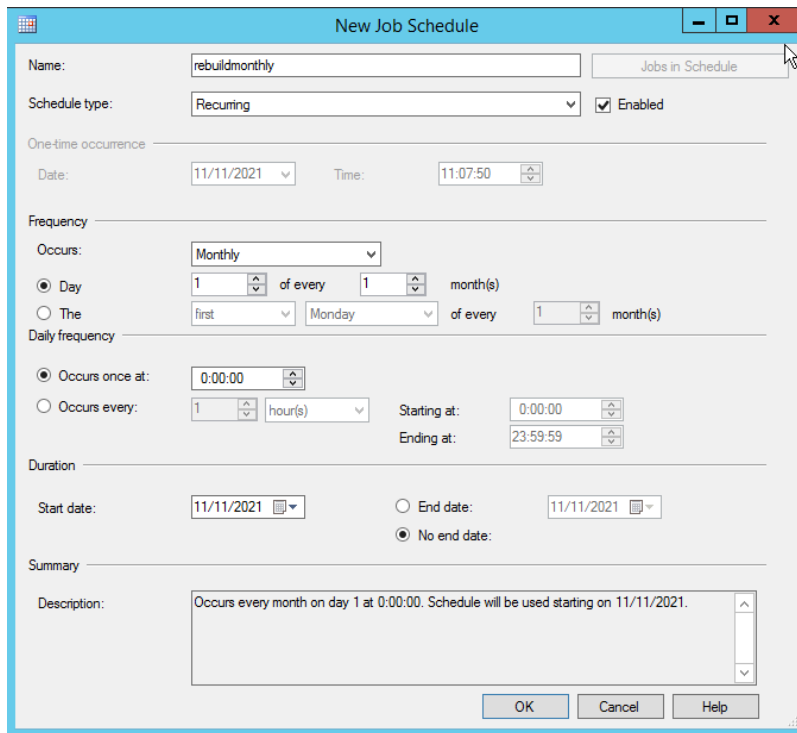 New Job Schedule
Name: rebuildmonthly Jobs in Schedule
Schedule type: Recurring Enabled
One-time occurrence
Date: 11/11/2021 Time: 11:07:50
Frequency
Occurs: Monthly
Day 1 of every 1 month(s)
The first Monday of every 1 month(s)
Daily frequency
Occurs once at: 0:00:00
Occurs every: 1 hour(s) Starting at: 0:00:00
Ending at: 23:59:59
Duration
Start date: 11/11/2021 End date: 11/11/2021
No end date:
Summary
Description: Occurs every month on day 1 at 0:00:00. Schedule will be used starting on 11/11/2021.
OK Cancel Help